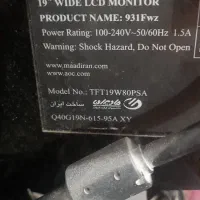 19" WIDE LCD MONITOR
PRODUCT NAME: 931Fwz
Power Rating: 100-240V~50/60Hz 1.5A
Warning: Shock Hazard, Do Not Open
www.maadiran.com
www.aoc.com
Model No.: TFT19W80PSA
ساخت ایران
Q40G19N-615-95A XY